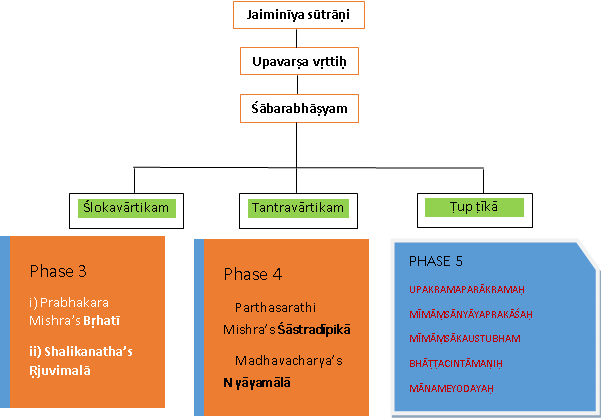 Jaiminīya sūtrāṇi
Upavarṣa vṛttiḥ
Śābarabhāṣyam
Ślokavārtikam
Tantravārtikam
Ṭup ṭīkā
Phase 3
i) Prabhakara
Mishra's Bṛhatī
ii) Shalikanatha's
Ṛjuvimalā
Phase 4
Parthasarathi
Mishra's Śāstradīpikā
Madhavacharya's
Nyāyamālā
PHASE 5
UPAKRAMAPARĀKRAMAḤ
MĪMĀṂSĀNYĀYAPRAKĀŚAḤ
MĪMĀṂSĀKAUSTUBHAM
BHĀṬṬACINTĀMAṆIḤ
MĀNAMEYODAYAḤ